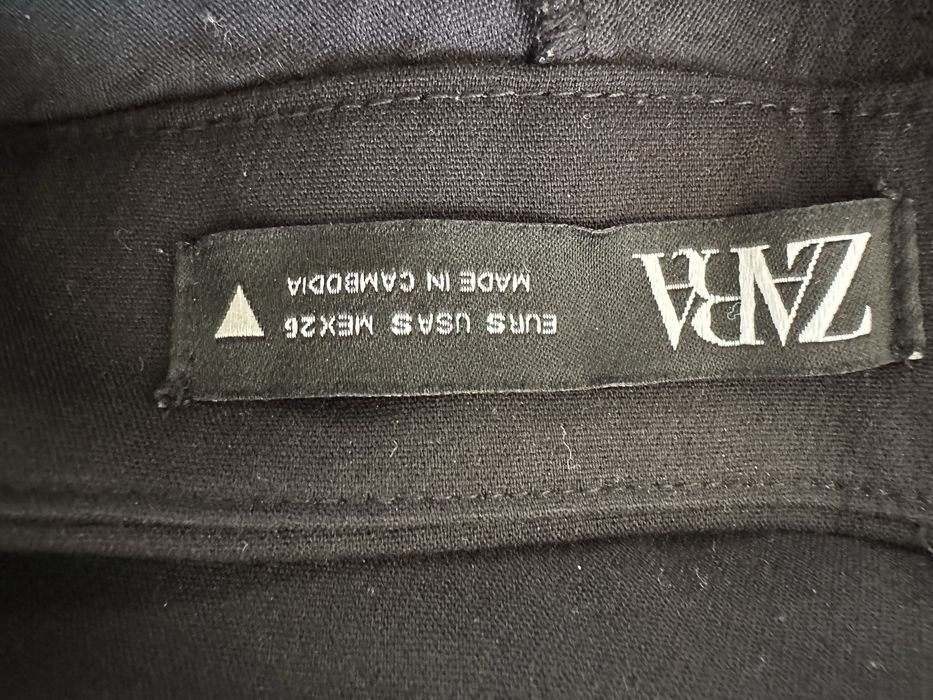 ZARA
EUR S USA S MEX 26
MADE IN CAMBODIA